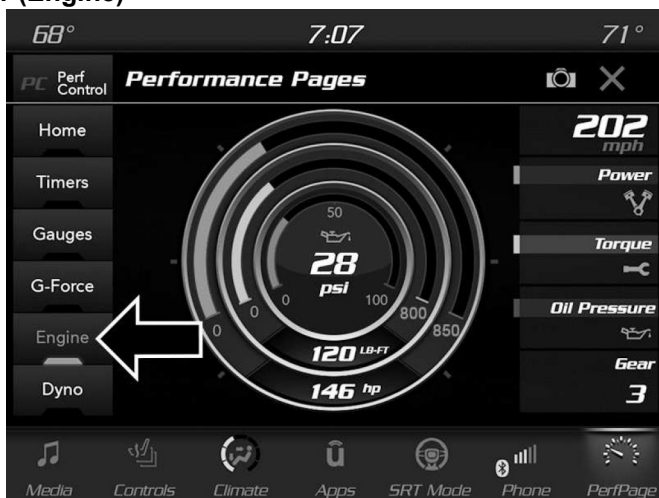 (Engine)
68° 7:07 71°
PC Perf Control Performance Pages
Home
Timers
Gauges
G-Force
Engine
Dyno
50
28
psi
0 100
0 800
0 850
120 LB-FT
146 hp
202
mph
Power
Torque
Oil Pressure
Gear
3
Media Controls Climate Apps SRT Mode Phone PerfPage